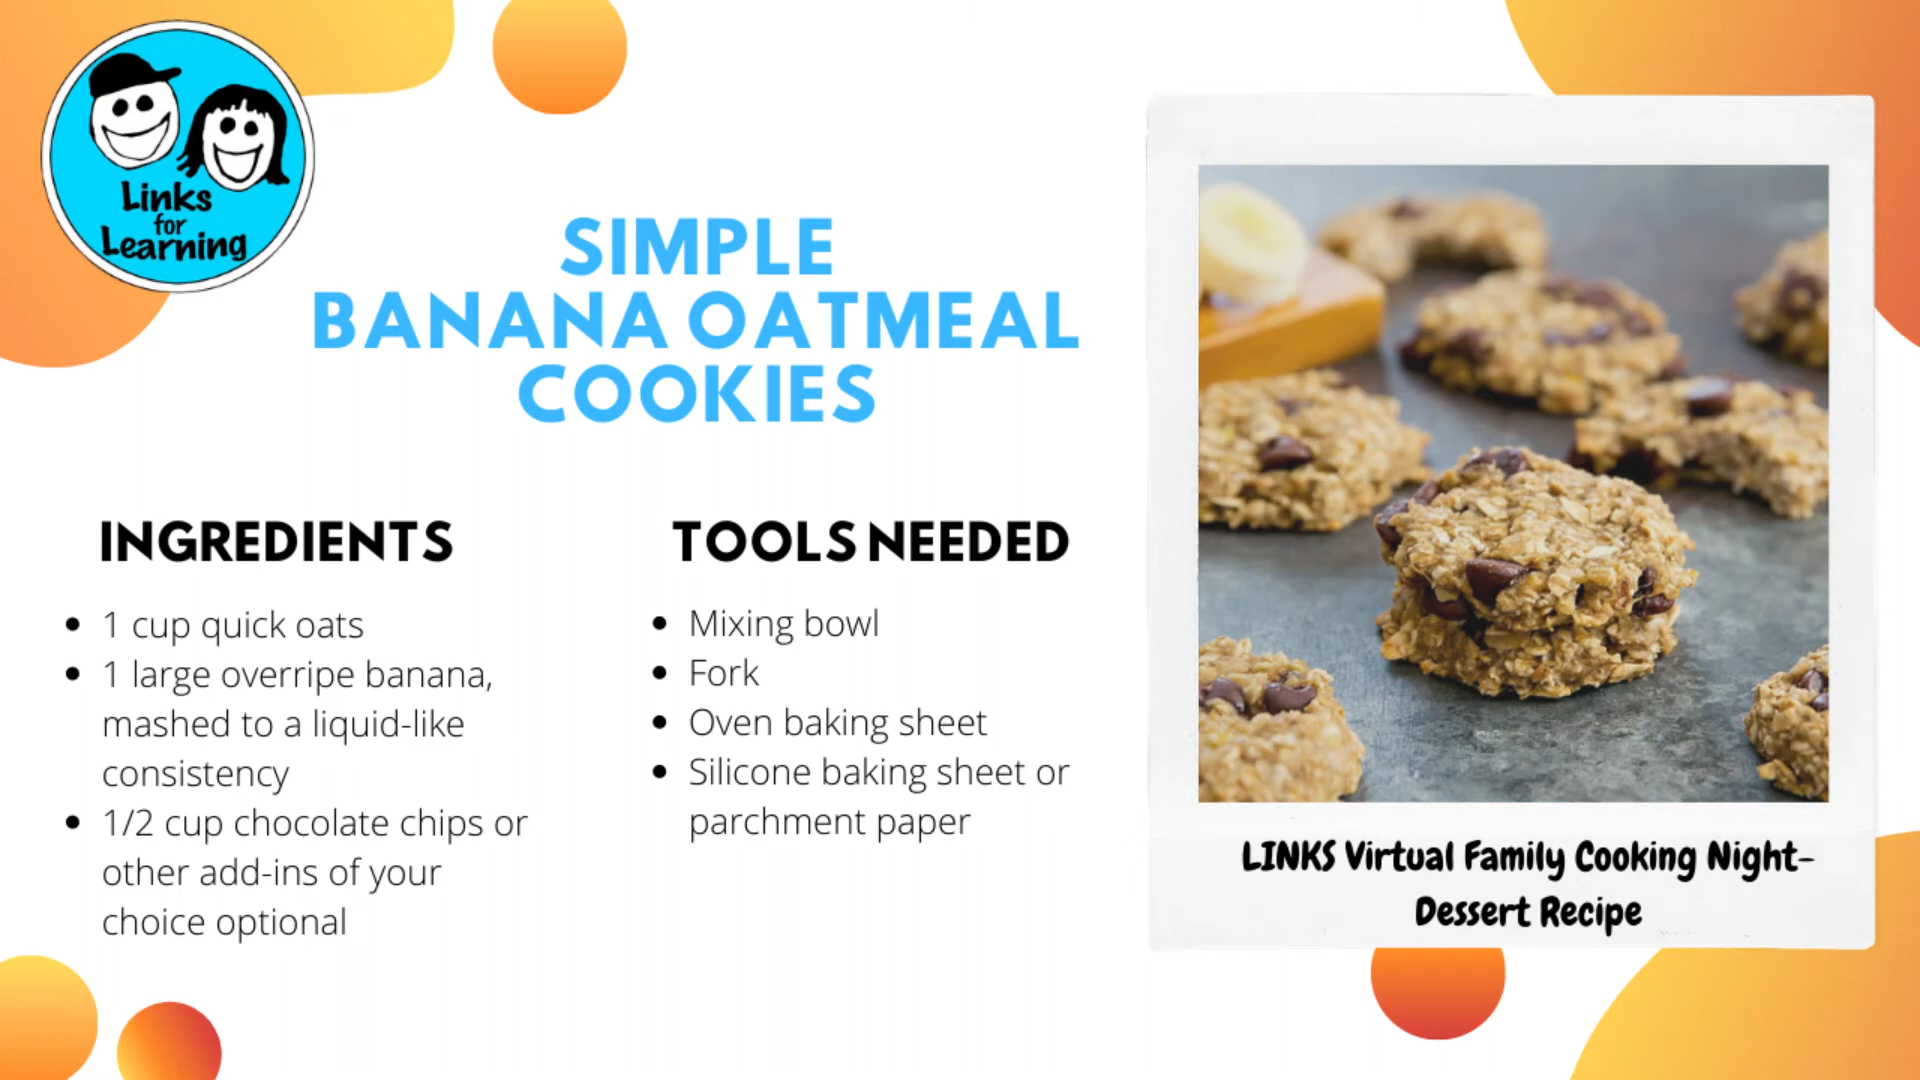 Links
for
Learning
SIMPLE
BANANA OATMEAL
COOKIES
INGREDIENTS
• 1 cup quick oats
• 1 large overripe banana,
mashed to a liquid-like
consistency
• 1/2 cup chocolate chips or
other add-ins of your
choice optional
TOOLS NEEDED
• Mixing bowl
• Fork
• Oven baking sheet
• Silicone baking sheet or
parchment paper
LINKS Virtual Family Cooking Night-
Dessert Recipe